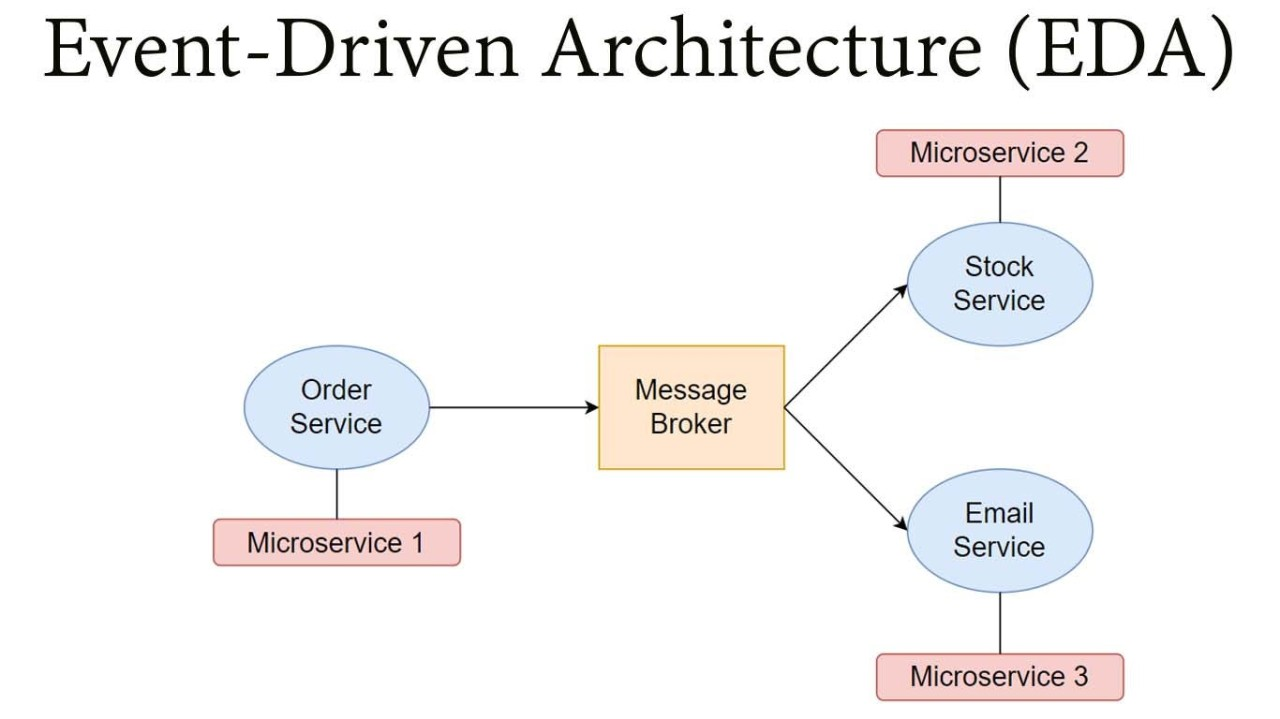 Event-Driven Architecture (EDA)
Microservice 2
Stock
Service
Order
Service
Message
Broker
Microservice 1
Email
Service
Microservice 3